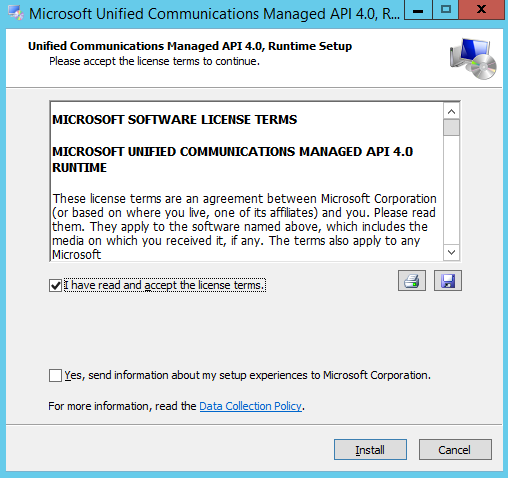 Microsoft Unified Communications Managed API 4.0, R...
Unified Communications Managed API 4.0, Runtime Setup
Please accept the license terms to continue.
MICROSOFT SOFTWARE LICENSE TERMS
MICROSOFT UNIFIED COMMUNICATIONS MANAGED API 4.0
RUNTIME
These license terms are an agreement between Microsoft Corporation
(or based on where you live, one of its affiliates) and you. Please read
them. They apply to the software named above, which includes the
media on which you received it, if any. The terms also apply to any
Microsoft
I have read and accept the license terms.
Yes, send information about my setup experiences to Microsoft Corporation.
For more information, read the Data Collection Policy.
Install Cancel